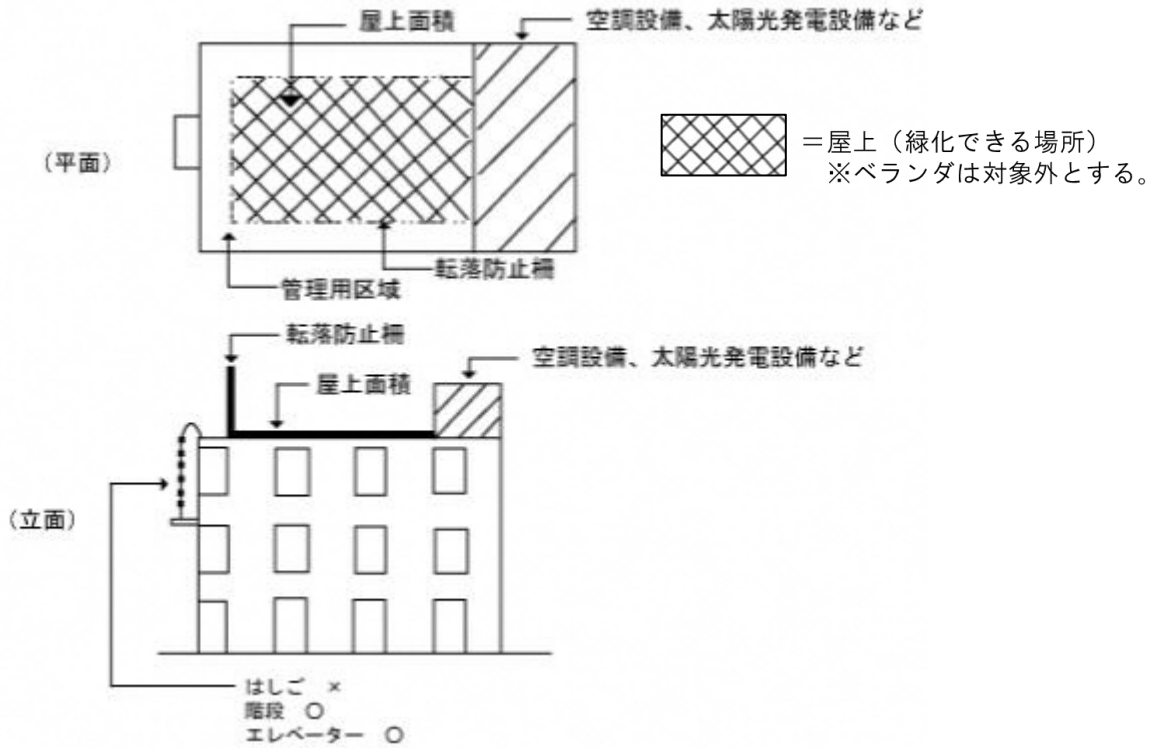 屋上面積
空調設備、太陽光発電設備など
(平面)
=屋上(緑化できる場所)
※ベランダは対象外とする。
転落防止柵
管理用区域
転落防止柵
空調設備、太陽光発電設備など
屋上面積
(立面)
はしご ×
階段 ○
エレベーター ○